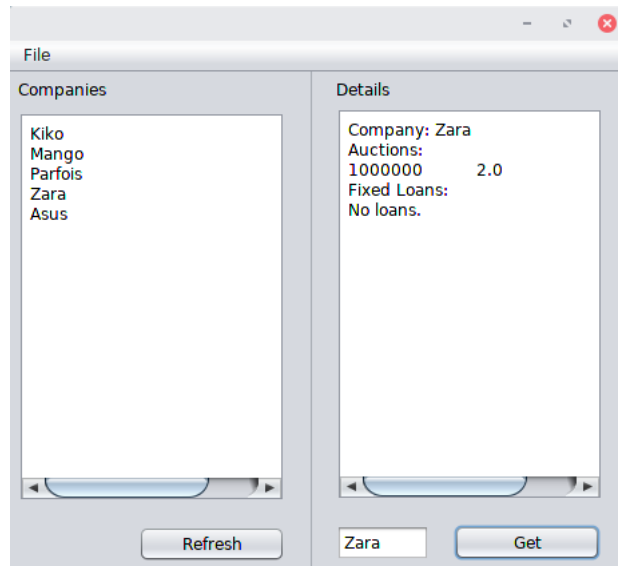 File
Companies
Kiko
Mango
Parfois
Zara
Asus
Refresh
Details
Company: Zara
Auctions:
1000000 2.0
Fixed Loans:
No loans.
Zara
Get